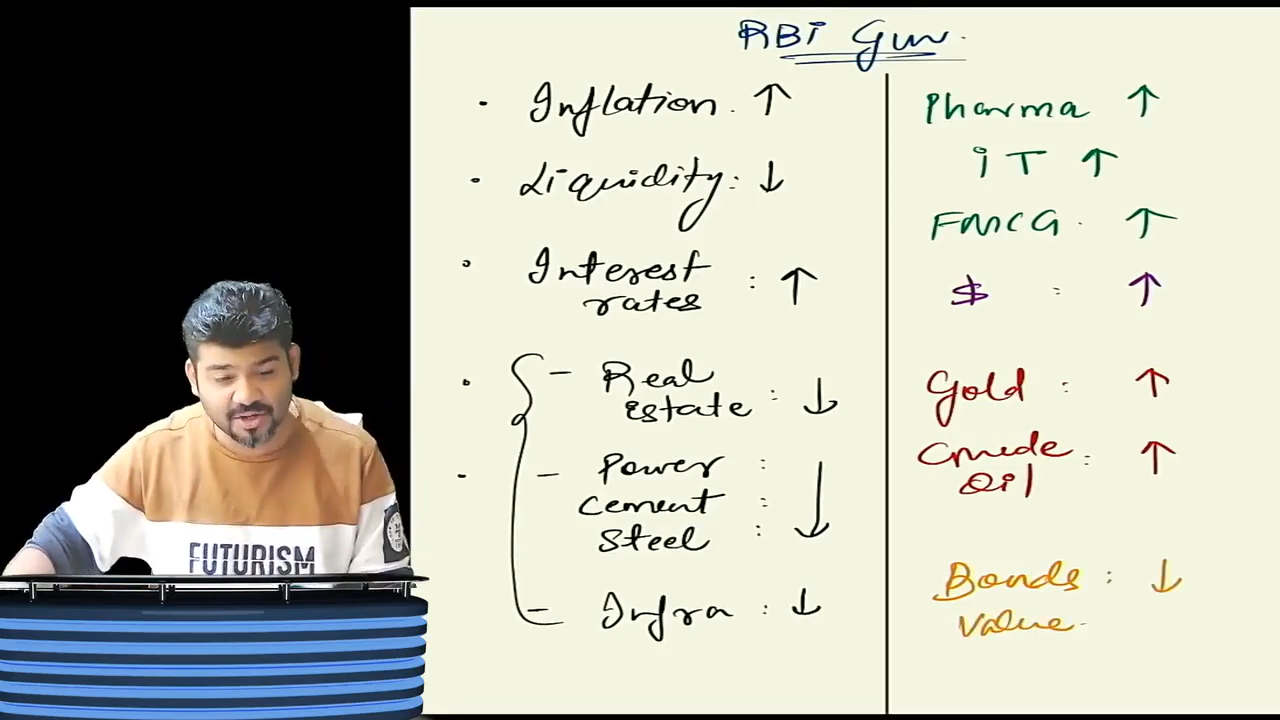 RBi Guv.
• Inflation. ↑
• Liquidity: ↓
• Interest
rates : ↑
• - Real
Estate : ↓
• - Power :
Cement : ↓
Steel :
- Infra : ↓
Pharma ↑
iT ↑
FMCG. ↑
$ : ↑
Gold : ↑
Crude
Oil : ↑
Bonds : ↓
Value.
FUTURISM